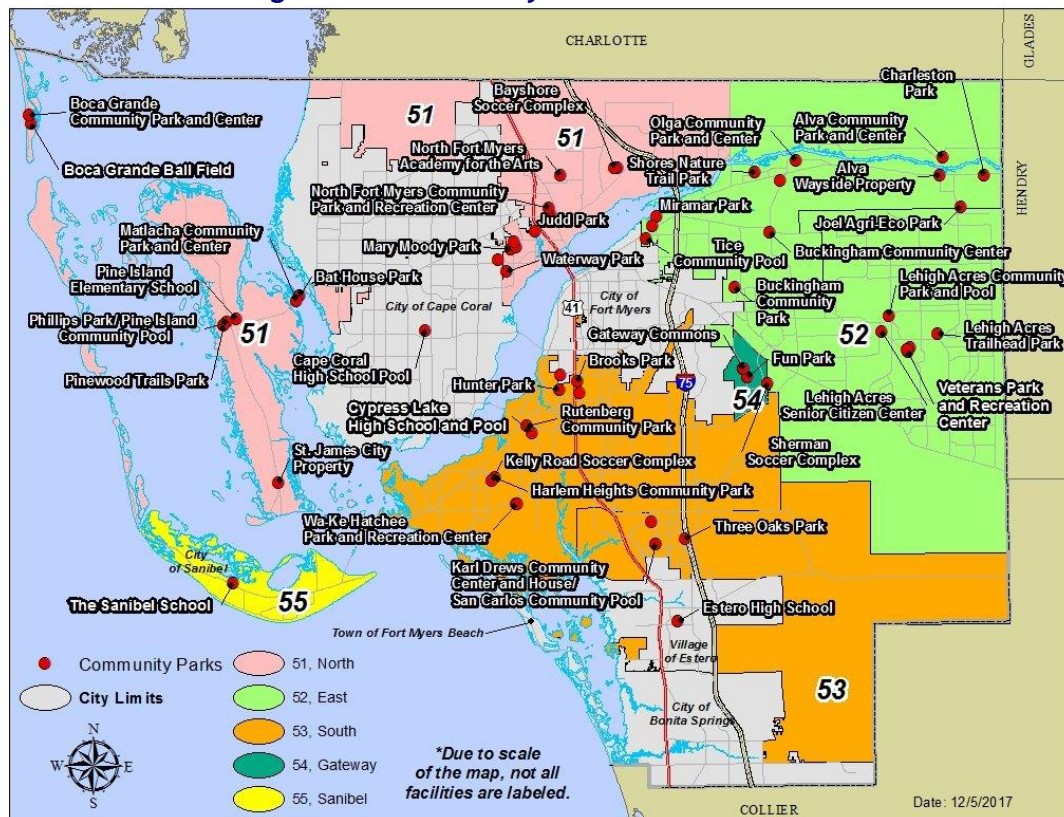 CHARLOTTE
GLADES
HENDRY
COLLIER
Boca Grande
Community Park and Center
Boca Grande Ball Field
Matlacha Community
Park and Center
Pine Island
Elementary School
Phillips Park/Pine Island
Community Pool
Pinewood Trails Park
Bat House Park
51
51
51
Bayshore
Soccer Complex
North Fort Myers
Academy for the Arts
North Fort Myers Community
Park and Recreation Center
Judd Park
Mary Moody Park
Waterway Park
City of Cape Coral
Cape Coral
High School Pool
Olga Community
Park and Center
Shores Nature
Trail Park
Miramar Park
Tice
Community Pool
Charleston
Park
Alva Community
Park and Center
Alva
Wayside Property
Joel Agri-Eco Park
Buckingham Community Center
Buckingham
Community
Park
Lehigh Acres Community
Park and Pool
52
Lehigh Acres
Trailhead Park
Veterans Park
and Recreation
Center
Lehigh Acres
Senior Citizen Center
41
City of
Fort Myers
Gateway Commons
Fun Park
75
54
Brooks Park
Hunter Park
Cypress Lake
High School and Pool
Rutenberg
Community Park
Sherman
Soccer Complex
Kelly Road Soccer Complex
Harlem Heights Community Park
St. James City
Property
Wa-Ke Hatchee
Park and Recreation Center
Three Oaks Park
Karl Drews Community
Center and House/
San Carlos Community Pool
City
of Sanibel
The Sanibel School
55
Town of Fort Myers Beach
Estero High School
Village
of Estero
City of
Bonita Springs
53
Community Parks
City Limits
51, North
52, East
53, South
54, Gateway
55, Sanibel
N
W
E
S
*Due to scale
of the map, not all
facilities are labeled.
Date: 12/5/2017